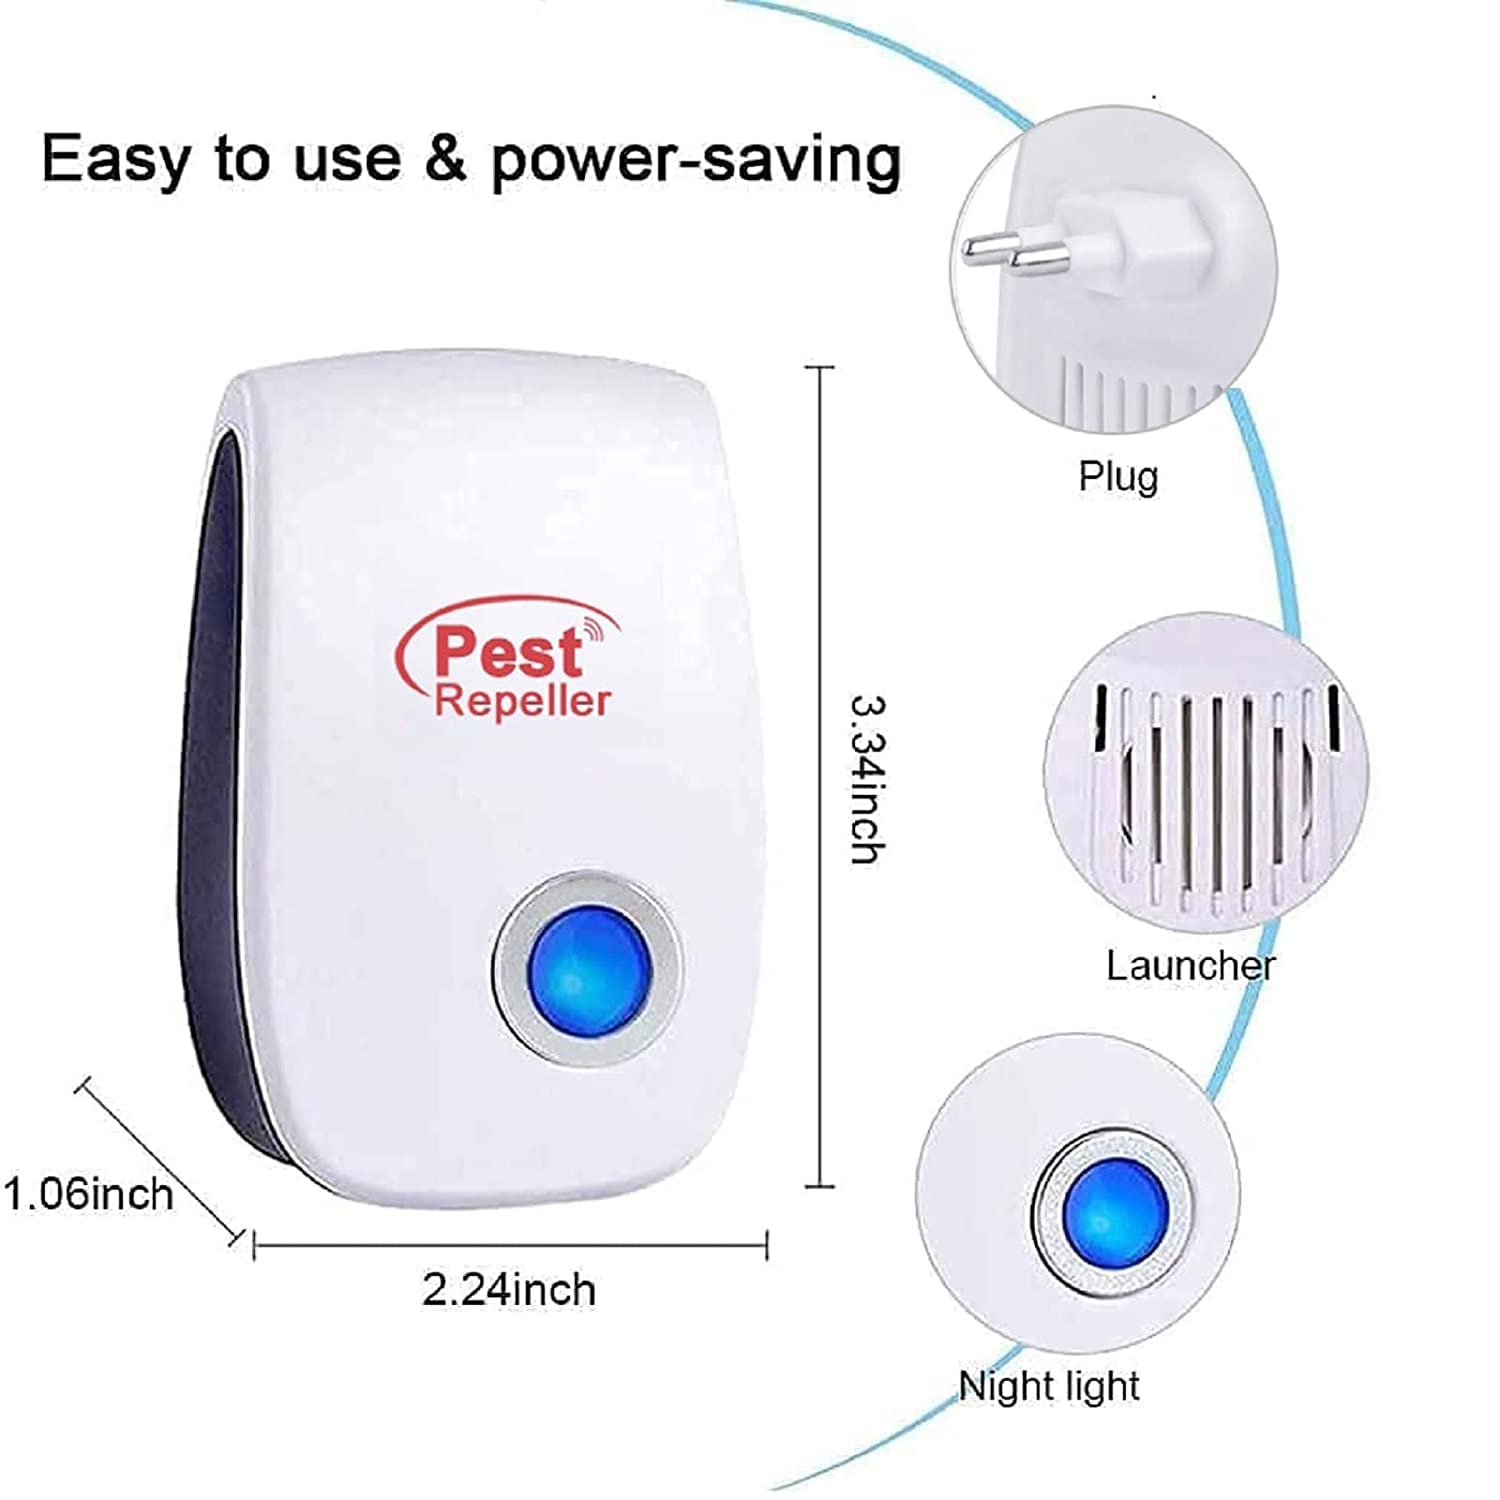 Easy to use & power-saving
Plug
Pest
Repeller
3.34inch
Launcher
1.06inch
2.24inch
Night light